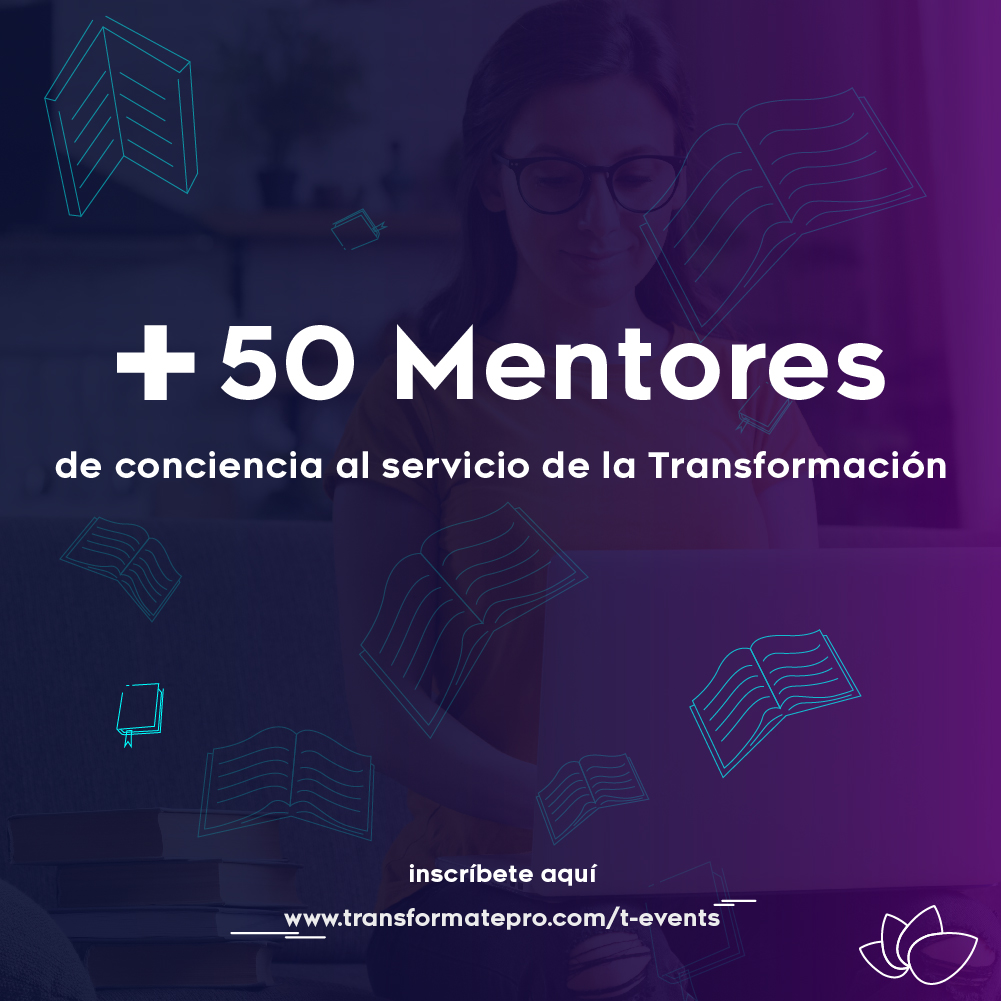 +50 Mentores
de conciencia al servicio de la Transformación
inscríbete aquí
www.transformatepro.com/t-events